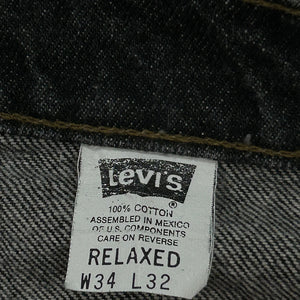 Levi's
®
100% COTTON
ASSEMBLED IN MEXICO
OF U.S. COMPONENTS
CARE ON REVERSE
RELAXED
W34 L32